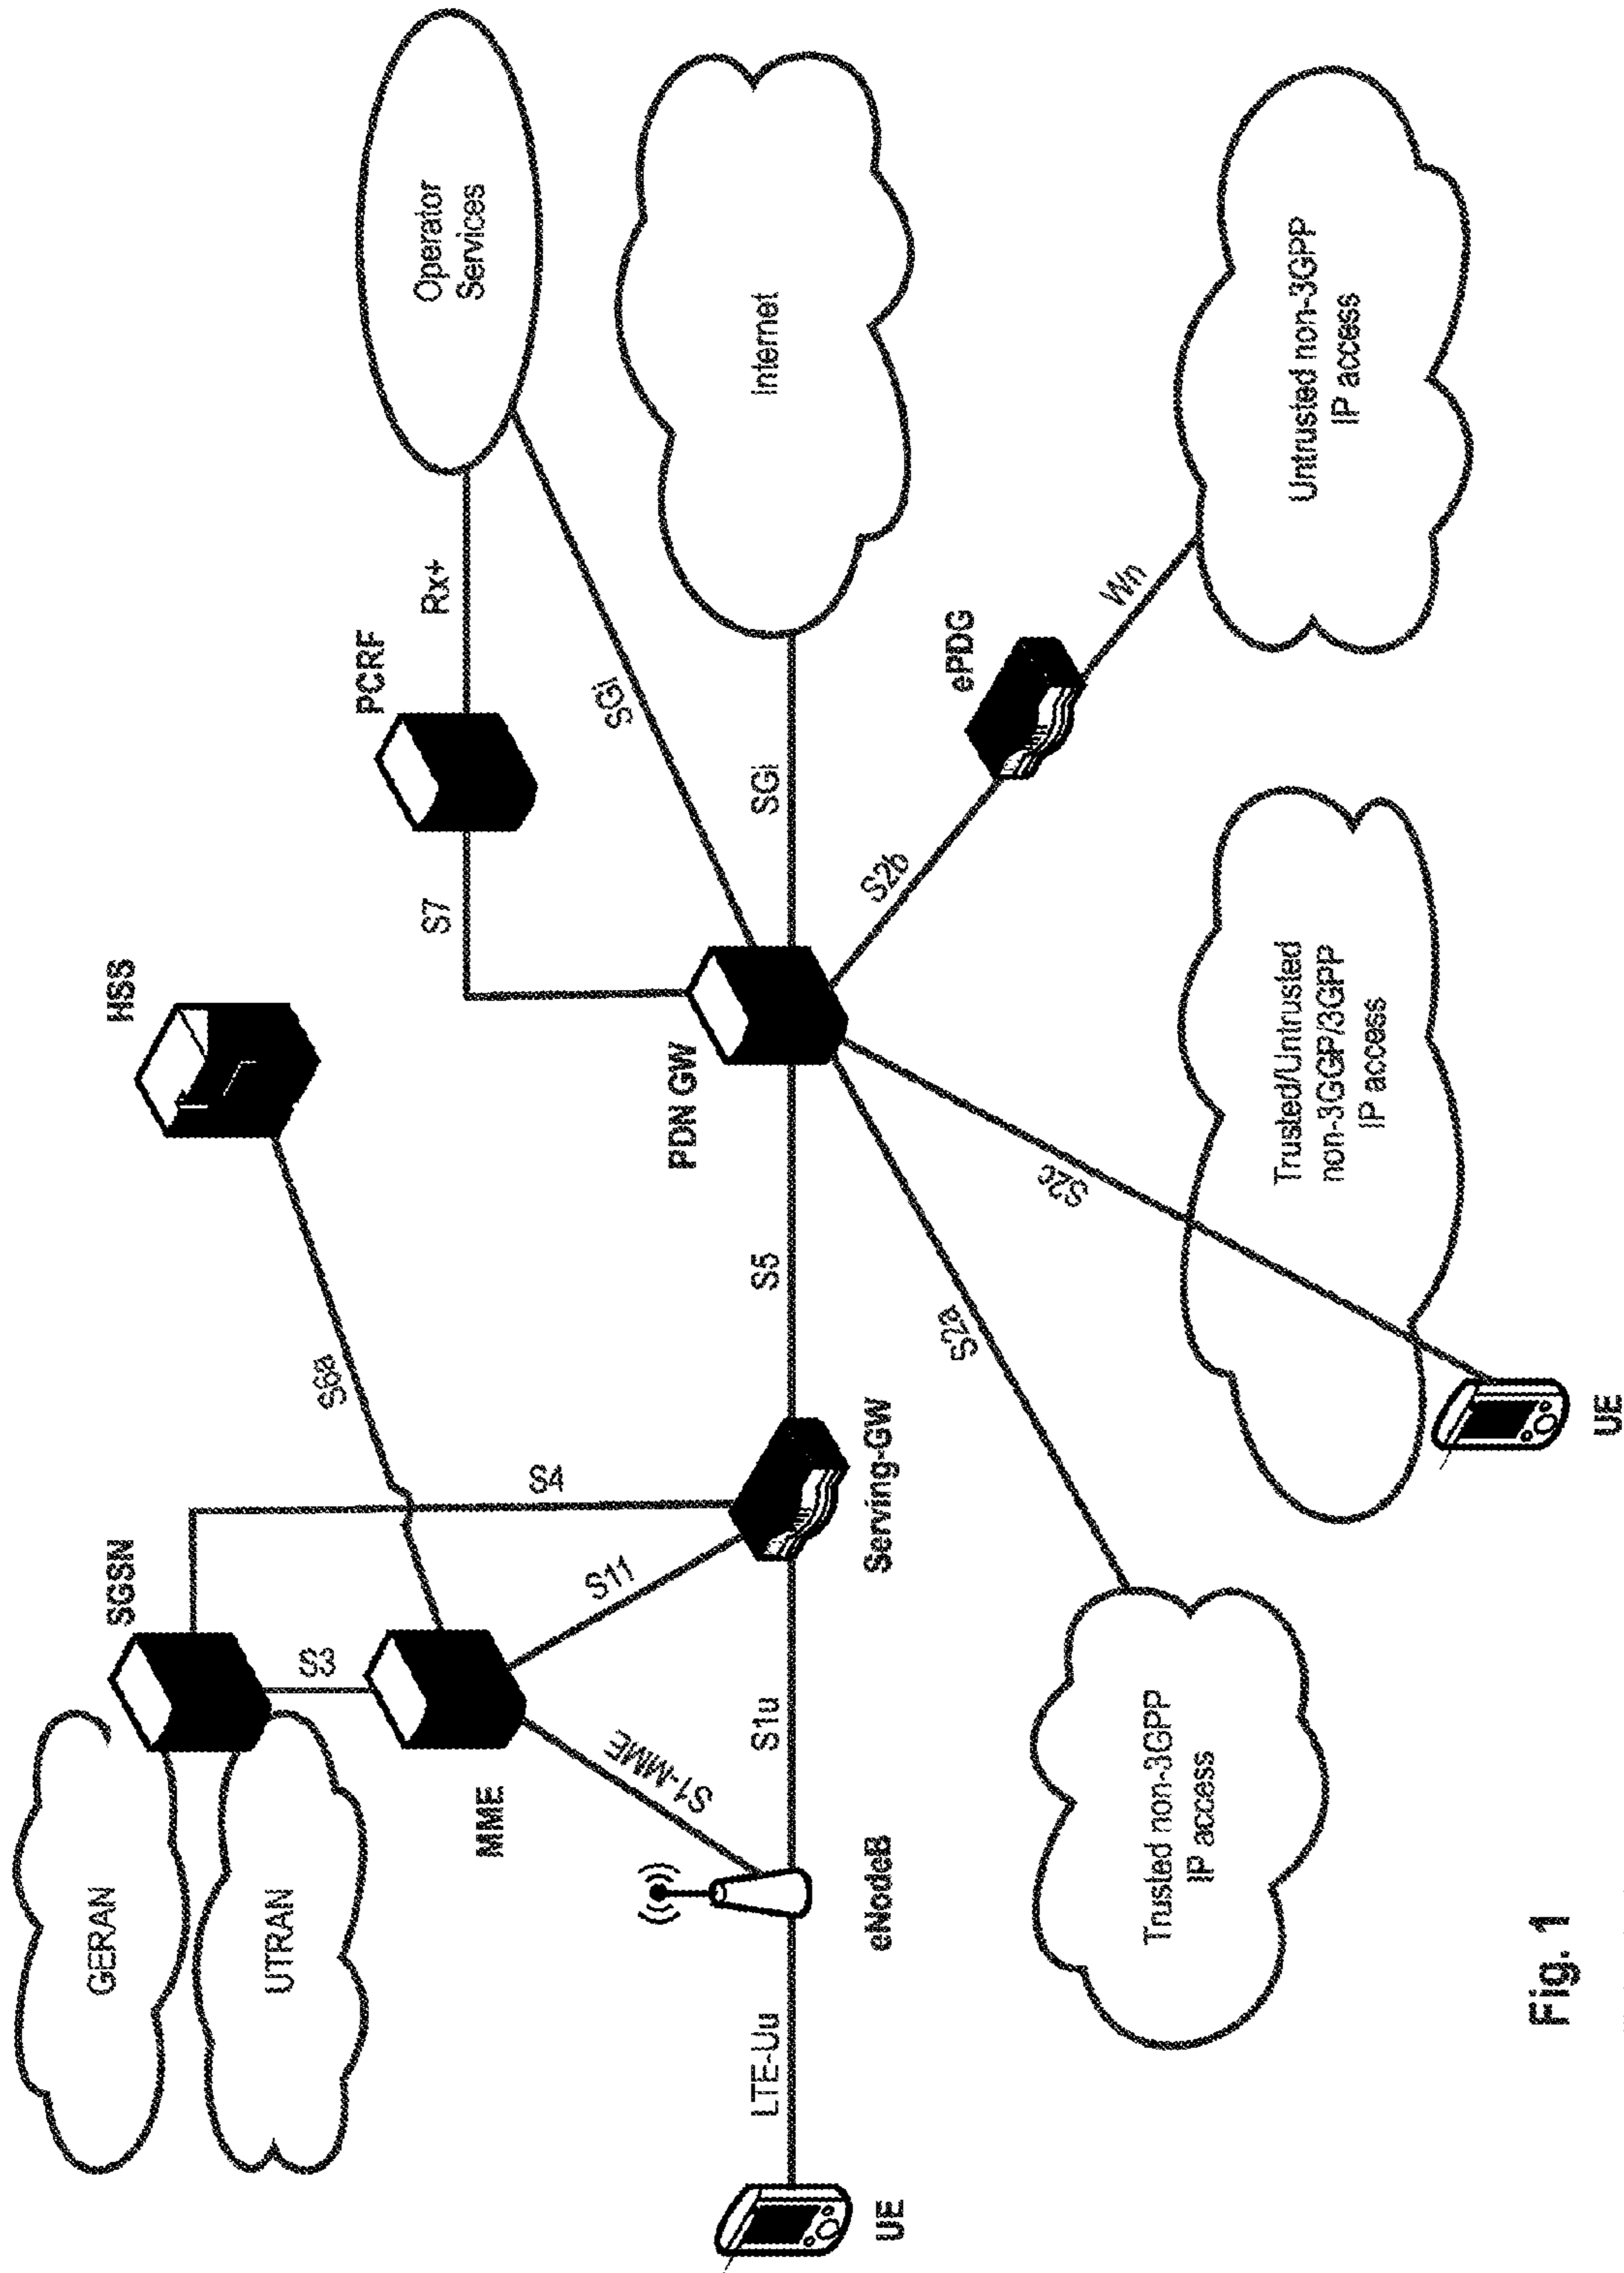 GERAN
UTRAN
SGSN
S3
MME
S4
S11
S1-MME
S6a
HSS
PCRF
S7
Rx+
Operator
Services
SGi
Internet
SGi
PDN GW
S5
Serving-GW
S1u
eNodeB
LTE-Uu
UE
S2a
S2c
S2b
ePDG
Wn
Trusted non-3GPP
IP access
Trusted/Untrusted
non-3GGP/3GPP
IP access
Untrusted non-3GPP
IP access
UE
Fig. 1